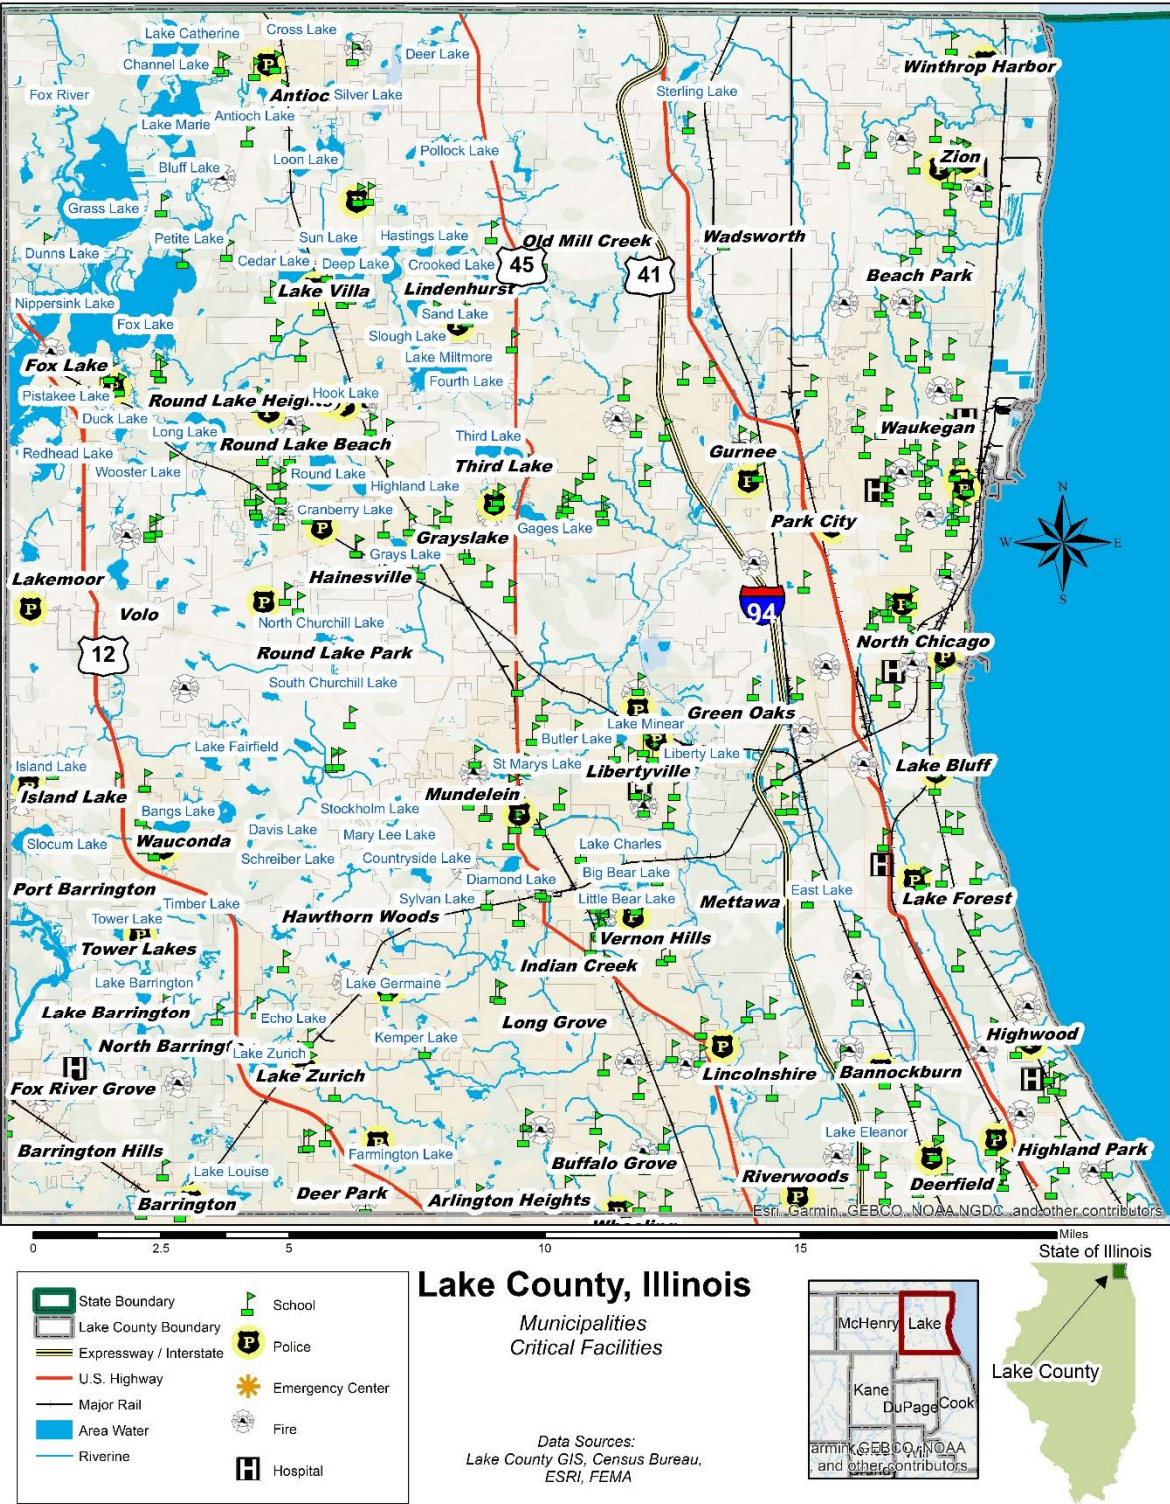 Lake Catherine
Cross Lake
Channel Lake
Deer Lake
Winthrop Harbor
Fox River
Antioc
Silver Lake
Sterling Lake
Lake Marie
Antioch Lake
Pollock Lake
Zion
Bluff Lake
Loon Lake
Grass Lake
Petite Lake
Sun Lake
Hastings Lake
Old Mill Creek
Wadsworth
Dunns Lake
Cedar Lake
Deep Lake
Crooked Lake
45
41
Beach Park
Lake Villa
Lindenhurst
Nippersink Lake
Fox Lake
Sand Lake
Slough Lake
Lake Miltmore
Fox Lake
Fourth Lake
Pistakee Lake
Round Lake Heig
Hook Lake
Duck Lake
Long Lake
Round Lake Beach
Third Lake
Waukegan
Redhead Lake
Wooster Lake
Round Lake
Third Lake
Gurnee
Highland Lake
Cranberry Lake
Gages Lake
Park City
N
W
E
S
Grayslake
Grays Lake
Lakemoor
Hainesville
Volo
94
North Churchill Lake
North Chicago
12
Round Lake Park
South Churchill Lake
Green Oaks
Lake Minear
Butler Lake
Lake Fairfield
Liberty Lake
Island Lake
St Marys Lake
Libertyville
Lake Bluff
Island Lake
Mundelein
Bangs Lake
Stockholm Lake
Davis Lake
Mary Lee Lake
Wauconda
Slocum Lake
Schreiber Lake
Countryside Lake
Lake Charles
Big Bear Lake
Port Barrington
Diamond Lake
East Lake
Timber Lake
Sylvan Lake
Little Bear Lake
Mettawa
Lake Forest
Tower Lake
Hawthorn Woods
Vernon Hills
Tower Lakes
Indian Creek
Lake Barrington
Lake Germaine
Lake Barrington
Echo Lake
Long Grove
Highwood
North Barringt
Lake Zurich
Kemper Lake
Lake Zurich
Lincolnshire
Bannockburn
Fox River Grove
Lake Eleanor
Barrington Hills
Farmington Lake
Highland Park
Lake Louise
Buffalo Grove
Riverwoods
Deerfield
Barrington
Deer Park
Arlington Heights
Wheeling
Esri, Garmin, GEBCO, NOAA NGDC, and other contributors
0
2.5
5
10
15
Miles
State Boundary
Lake County Boundary
Expressway / Interstate
U.S. Highway
Major Rail
Area Water
Riverine
School
Police
Emergency Center
Fire
Hospital
Lake County, Illinois
Municipalities
Critical Facilities
Data Sources:
Lake County GIS, Census Bureau,
ESRI, FEMA
McHenry
Lake
Kane
DuPage
Cook
armin, GEBCO, NOAA
, and other contributors
State of Illinois
Lake County